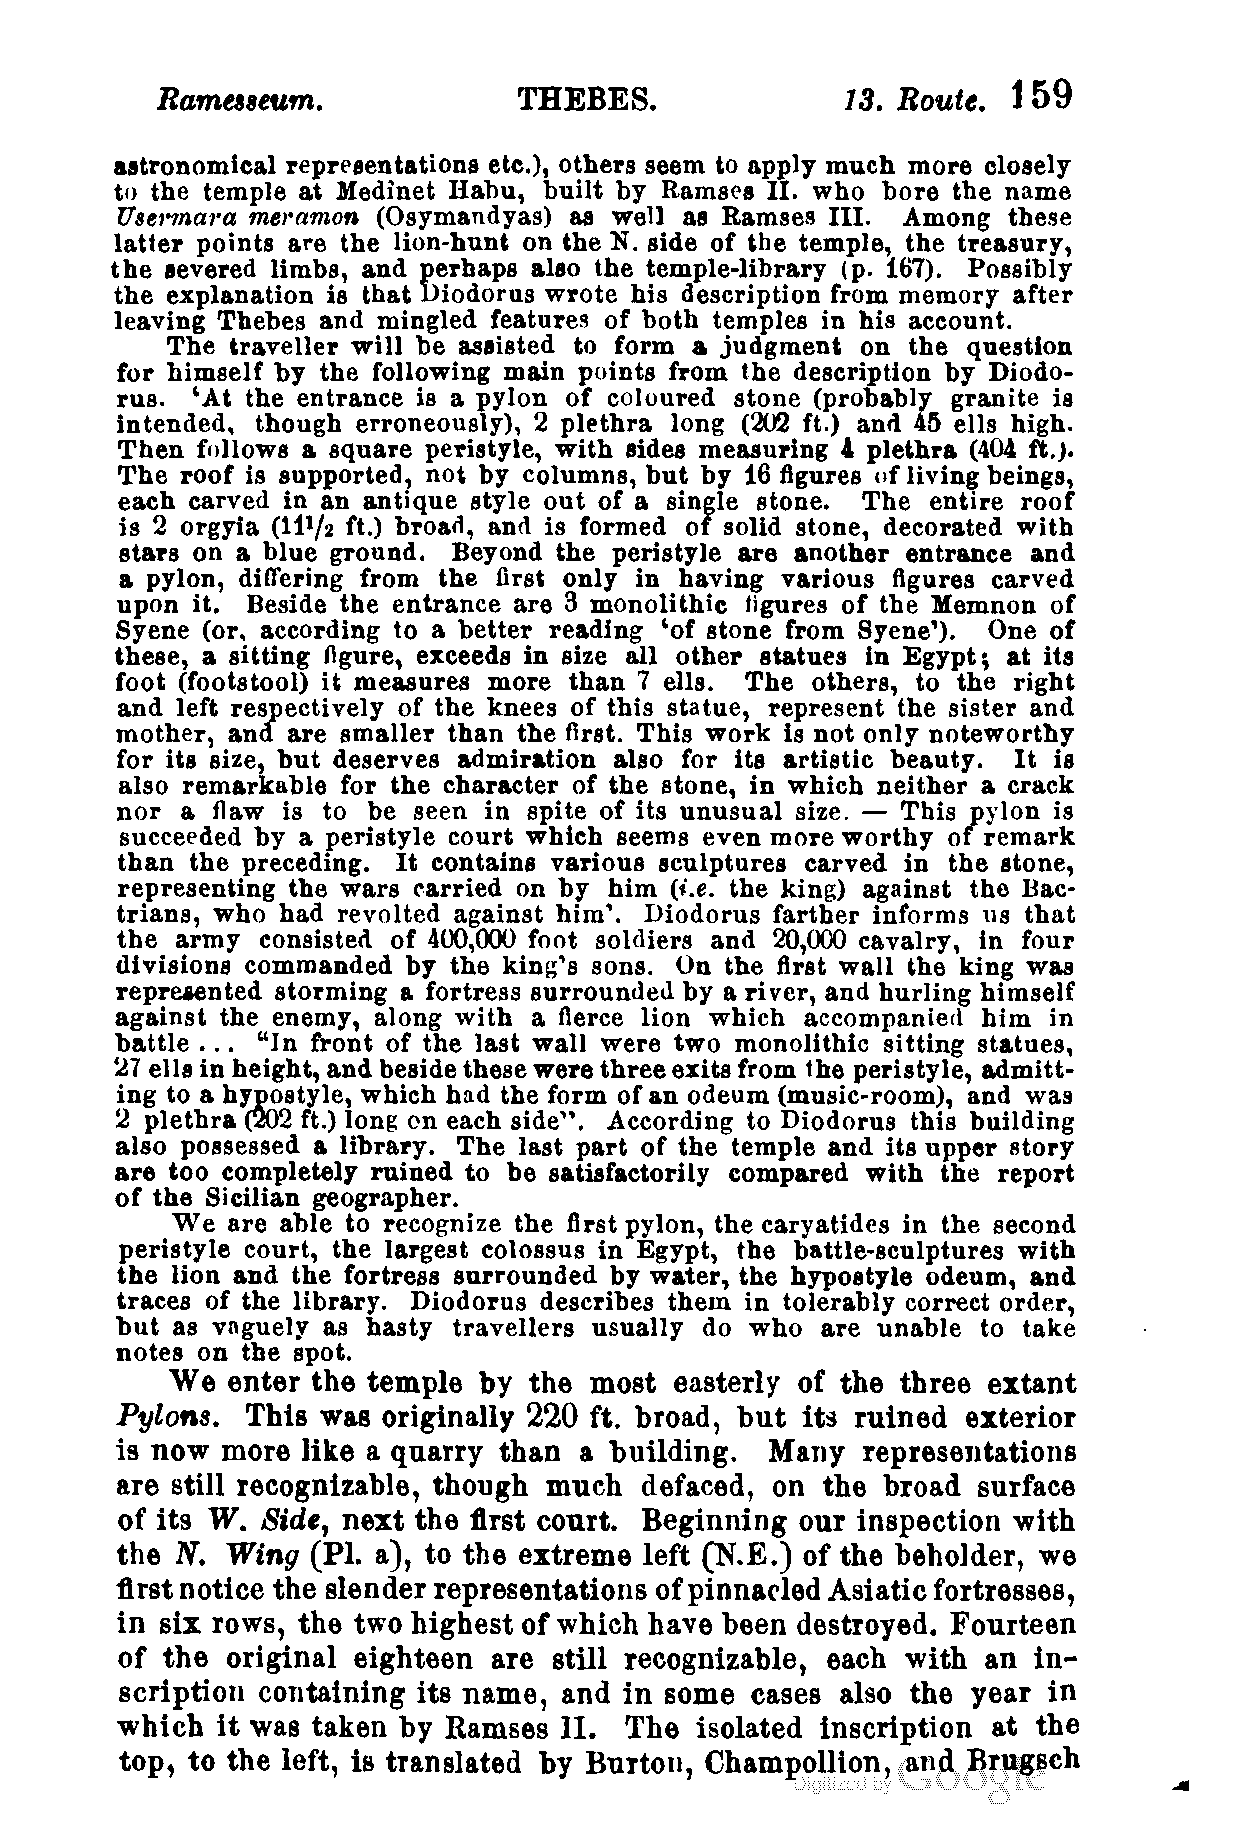 Ramesseum. THEBES. 13. Route. 159
astronomical representations etc.), others seem to apply much more closely
to the temple at Medinet Habu, built by Ramses II. who bore the name
Usermara meramon (Osymandyas) as well as Ramses III. Among these
latter points are the lion-hunt on the N. side of the temple, the treasury,
the severed limbs, and perhaps also the temple-library (p. 167). Possibly
the explanation is that Diodorus wrote his description from memory after
leaving Thebes and mingled features of both temples in his account.
The traveller will be assisted to form a judgment on the question
for himself by the following main points from the description by Diodo-
rus. 'At the entrance is a pylon of coloured stone (probably granite is
intended, though erroneously), 2 plethra long (202 ft.) and 45 ells high.
Then follows a square peristyle, with sides measuring 4 plethra (404 ft.).
The roof is supported, not by columns, but by 16 figures of living beings,
each carved in an antique style out of a single stone. The entire roof
is 2 orgyia (111/2 ft.) broad, and is formed of solid stone, decorated with
stars on a blue ground. Beyond the peristyle are another entrance and
a pylon, differing from the first only in having various figures carved
upon it. Beside the entrance are 3 monolithic figures of the Memnon of
Syene (or, according to a better reading 'of stone from Syene'). One of
these, a sitting figure, exceeds in size all other statues in Egypt; at its
foot (footstool) it measures more than 7 ells. The others, to the right
and left respectively of the knees of this statue, represent the sister and
mother, and are smaller than the first. This work is not only noteworthy
for its size, but deserves admiration also for its artistic beauty. It is
also remarkable for the character of the stone, in which neither a crack
nor a flaw is to be seen in spite of its unusual size. — This pylon is
succeeded by a peristyle court which seems even more worthy of remark
than the preceding. It contains various sculptures carved in the stone,
representing the wars carried on by him (i.e. the king) against the Bac-
trians, who had revolted against him'. Diodorus farther informs us that
the army consisted of 400,000 foot soldiers and 20,000 cavalry, in four
divisions commanded by the king's sons. On the first wall the king was
represented storming a fortress surrounded by a river, and hurling himself
against the enemy, along with a fierce lion which accompanied him in
battle ... "In front of the last wall were two monolithic sitting statues,
27 ells in height, and beside these were three exits from the peristyle, admitt-
ing to a hypostyle, which had the form of an odeum (music-room), and was
2 plethra (202 ft.) long on each side". According to Diodorus this building
also possessed a library. The last part of the temple and its upper story
are too completely ruined to be satisfactorily compared with the report
of the Sicilian geographer.
We are able to recognize the first pylon, the caryatides in the second
peristyle court, the largest colossus in Egypt, the battle-sculptures with
the lion and the fortress surrounded by water, the hypostyle odeum, and
traces of the library. Diodorus describes them in tolerably correct order,
but as vaguely as hasty travellers usually do who are unable to take
notes on the spot.
We enter the temple by the most easterly of the three extant
Pylons. This was originally 220 ft. broad, but its ruined exterior
is now more like a quarry than a building. Many representations
are still recognizable, though much defaced, on the broad surface
of its W. Side, next the first court. Beginning our inspection with
the N. Wing (Pl. a), to the extreme left (N.E.) of the beholder, we
first notice the slender representations of pinnacled Asiatic fortresses,
in six rows, the two highest of which have been destroyed. Fourteen
of the original eighteen are still recognizable, each with an in-
scription containing its name, and in some cases also the year in
which it was taken by Ramses II. The isolated inscription at the
top, to the left, is translated by Burton, Champollion, and Brugsch
Digitized by Google